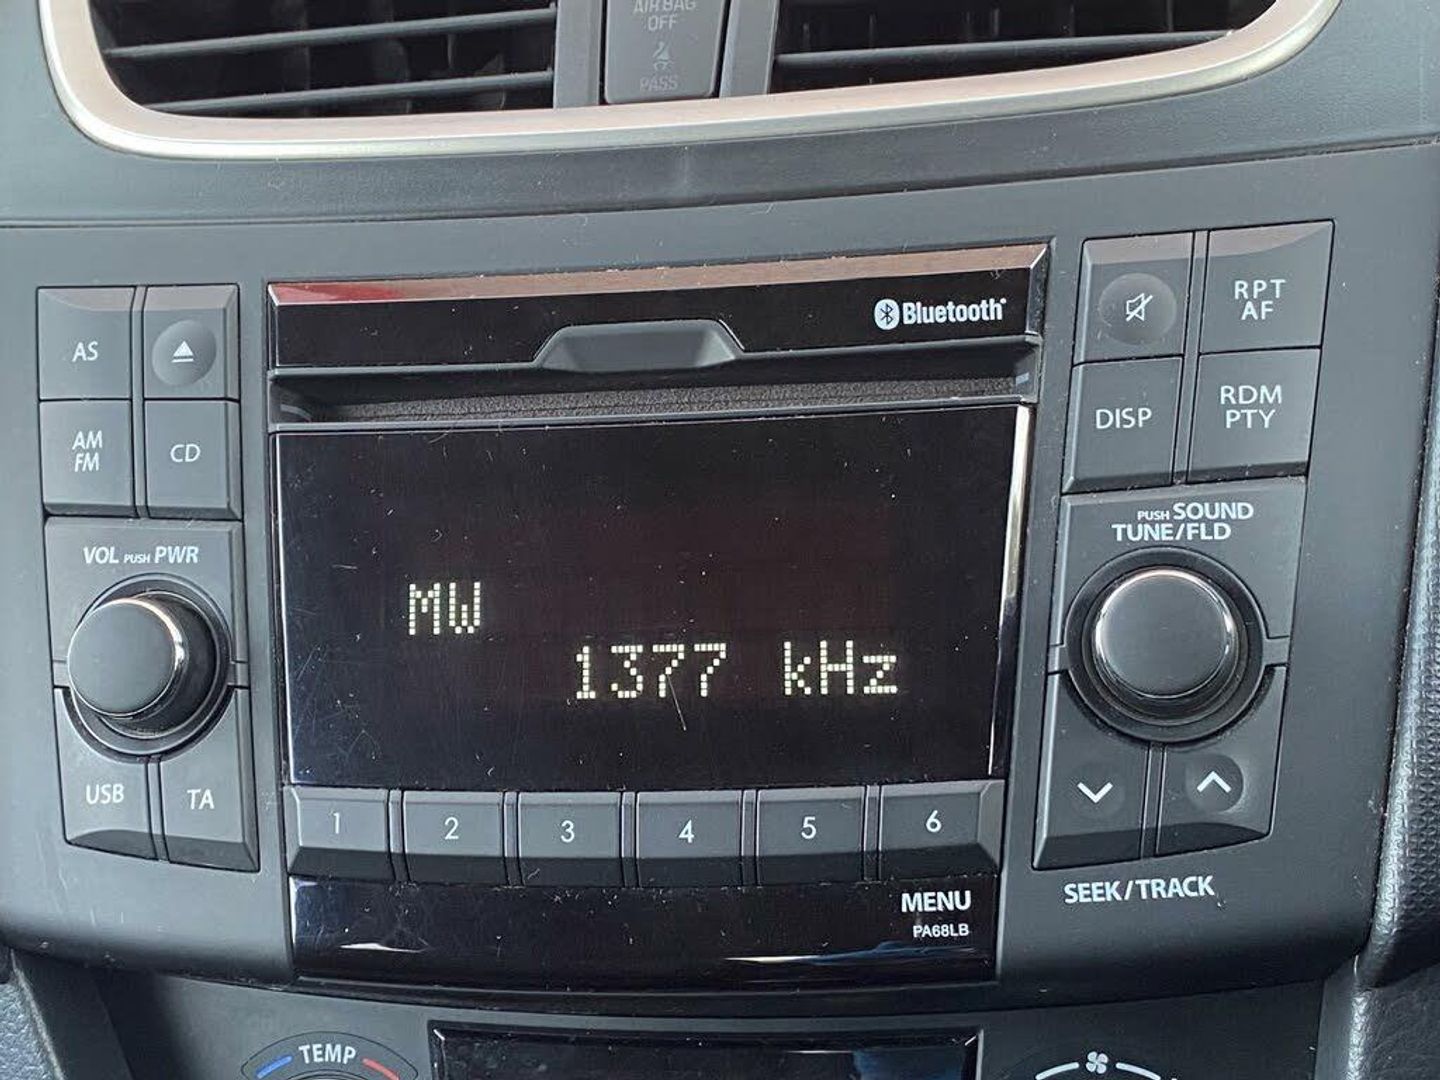 AIRBAG
OFF
PASS
Bluetooth
AS
AM
FM
CD
RPT
AF
DISP
RDM
PTY
VOL PUSH PWR
PUSH SOUND
TUNE/FLD
MW
1377 kHz
USB
TA
1
2
3
4
5
6
MENU
PA68LB
SEEK/TRACK
TEMP